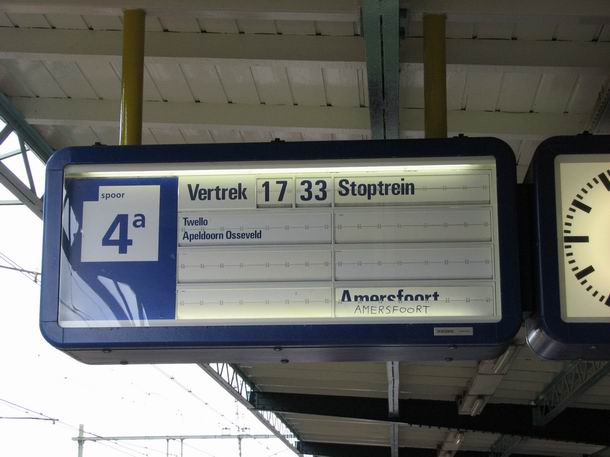 spoor
4a
Vertrek 17 33 Stoptrein
Twello
Apeldoorn Osseveld
Amersfoort
AMERSFOORT